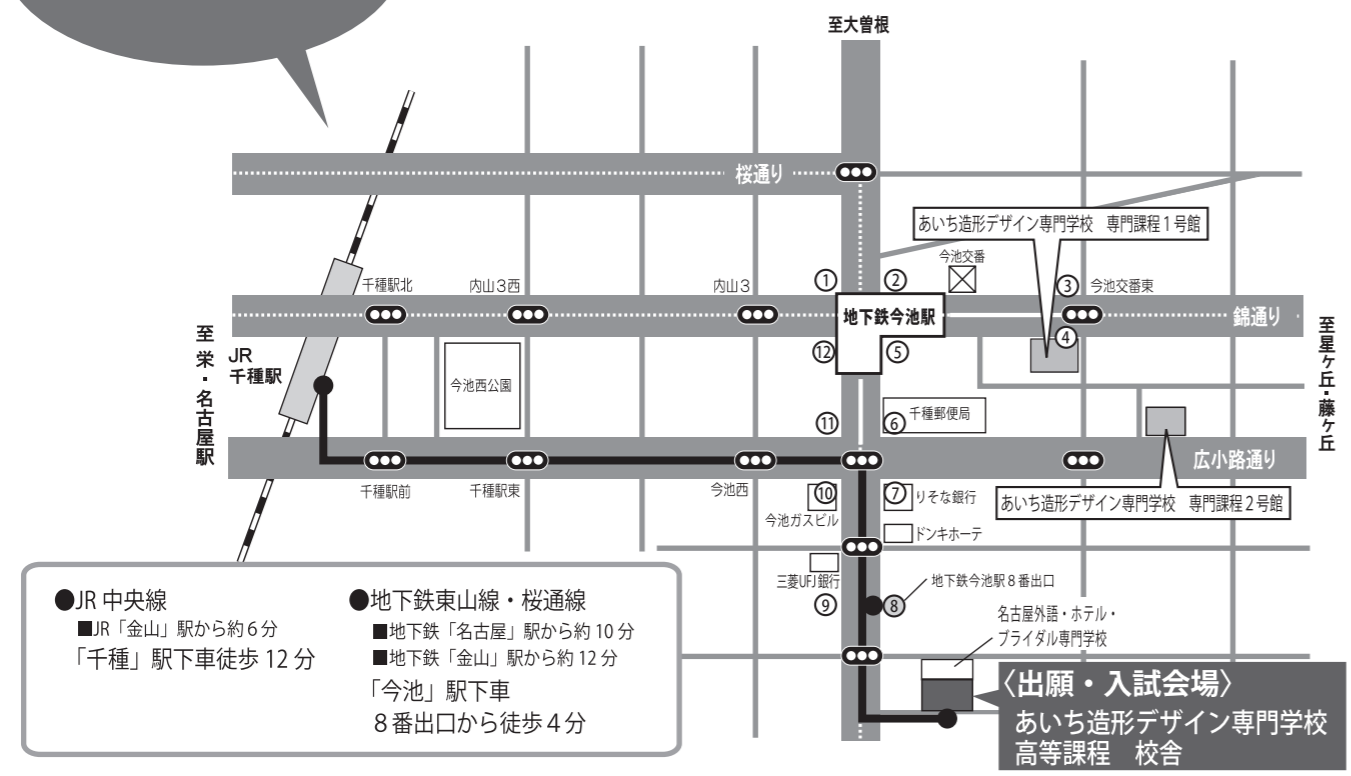 至大曽根
桜通り
あいち造形デザイン専門学校　専門課程1号館
今池交番
千種駅北
内山3西
内山3
①
②
③
今池交番東
地下鉄今池駅
錦通り
④
⑤
⑫
至栄・名古屋駅
JR
千種駅
至星ヶ丘・藤ヶ丘
今池西公園
千種郵便局
⑪
⑥
広小路通り
千種駅前
千種駅東
今池西
⑩
今池ガスビル
⑦
りそな銀行
あいち造形デザイン専門学校　専門課程2号館
ドンキホーテ
三菱UFJ銀行
⑨
⑧
地下鉄今池駅8番出口
名古屋外語・ホテル・
ブライダル専門学校
〈出願・入試会場〉
あいち造形デザイン専門学校
高等課程　校舎
●JR 中央線
■JR「金山」駅から約6分
「千種」駅下車徒歩 12 分
●地下鉄東山線・桜通線
■地下鉄「名古屋」駅から約 10 分
■地下鉄「金山」駅から約 12 分
「今池」駅下車
8番出口から徒歩4分